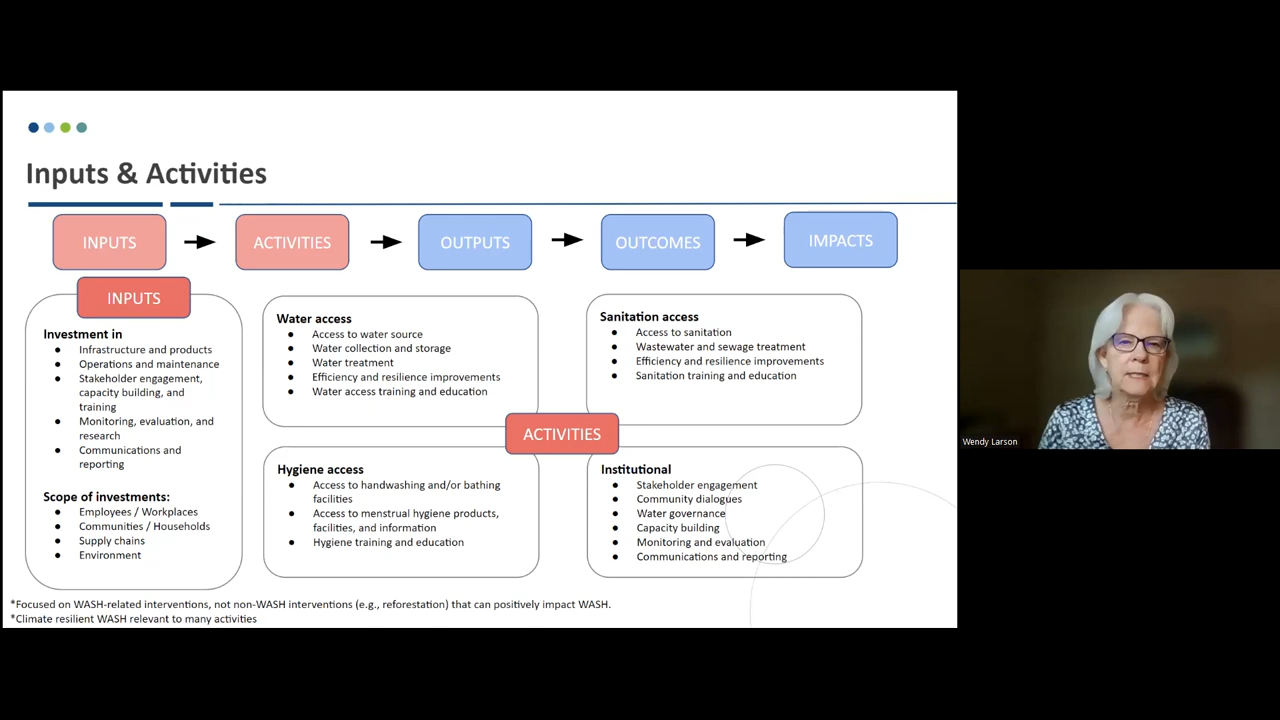 Inputs & Activities
INPUTS
ACTIVITIES
OUTPUTS
OUTCOMES
IMPACTS
INPUTS
Investment in
● Infrastructure and products
● Operations and maintenance
● Stakeholder engagement,
capacity building, and
training
● Monitoring, evaluation, and
research
● Communications and
reporting
Scope of investments:
● Employees / Workplaces
● Communities / Households
● Supply chains
● Environment
Water access
● Access to water source
● Water collection and storage
● Water treatment
● Efficiency and resilience improvements
● Water access training and education
Sanitation access
● Access to sanitation
● Wastewater and sewage treatment
● Efficiency and resilience improvements
● Sanitation training and education
ACTIVITIES
Hygiene access
● Access to handwashing and/or bathing
facilities
● Access to menstrual hygiene products,
facilities, and information
● Hygiene training and education
Institutional
● Stakeholder engagement
● Community dialogues
● Water governance
● Capacity building
● Monitoring and evaluation
● Communications and reporting
*Focused on WASH-related interventions, not non-WASH interventions (e.g., reforestation) that can positively impact WASH.
*Climate resilient WASH relevant to many activities
Wendy Larson